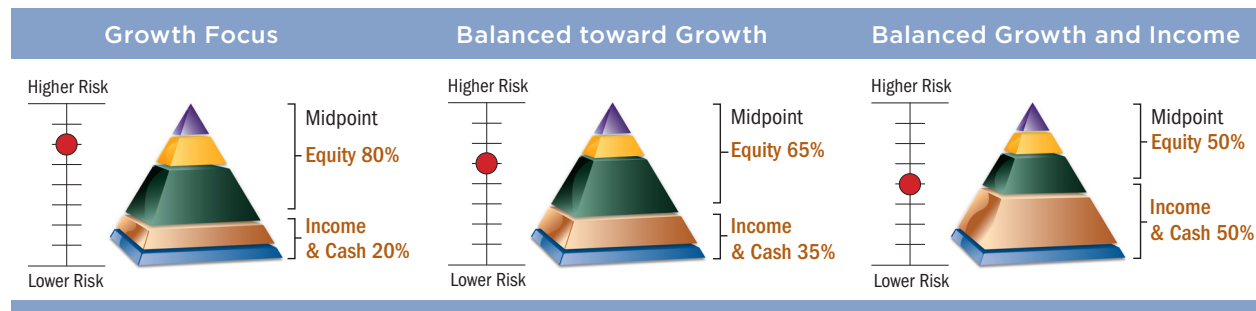 Growth Focus
Higher Risk
Midpoint
Equity 80%
Income
& Cash 20%
Lower Risk
Balanced toward Growth
Higher Risk
Midpoint
Equity 65%
Income
& Cash 35%
Lower Risk
Balanced Growth and Income
Higher Risk
Midpoint
Equity 50%
Income
& Cash 50%
Lower Risk